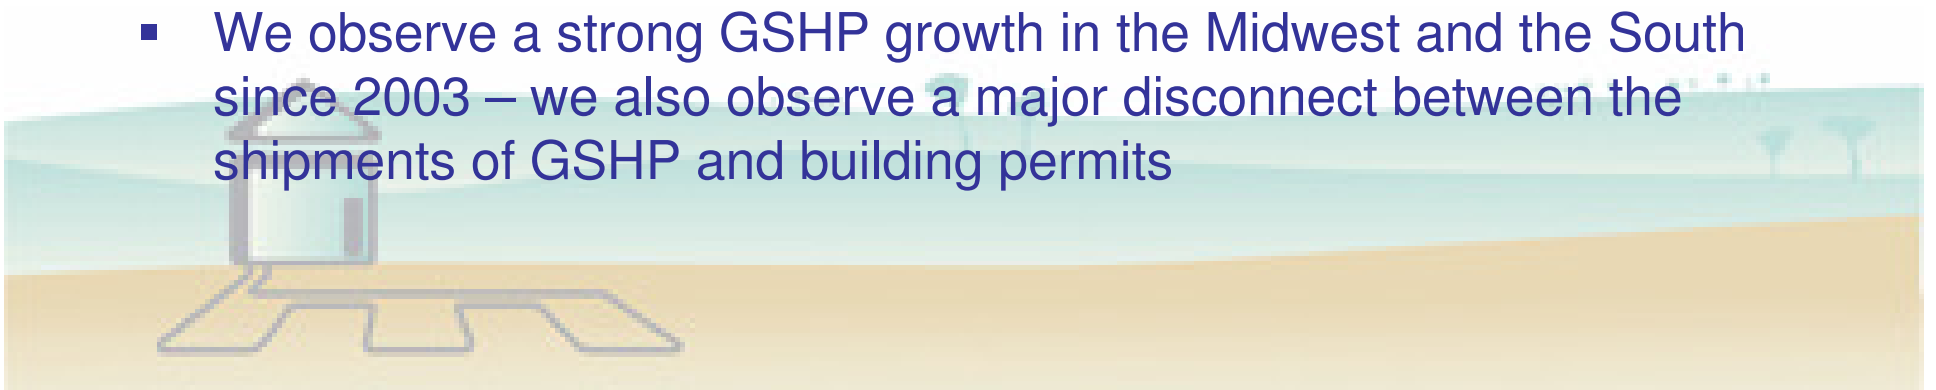 ▪ We observe a strong GSHP growth in the Midwest and the South
since 2003 – we also observe a major disconnect between the
shipments of GSHP and building permits